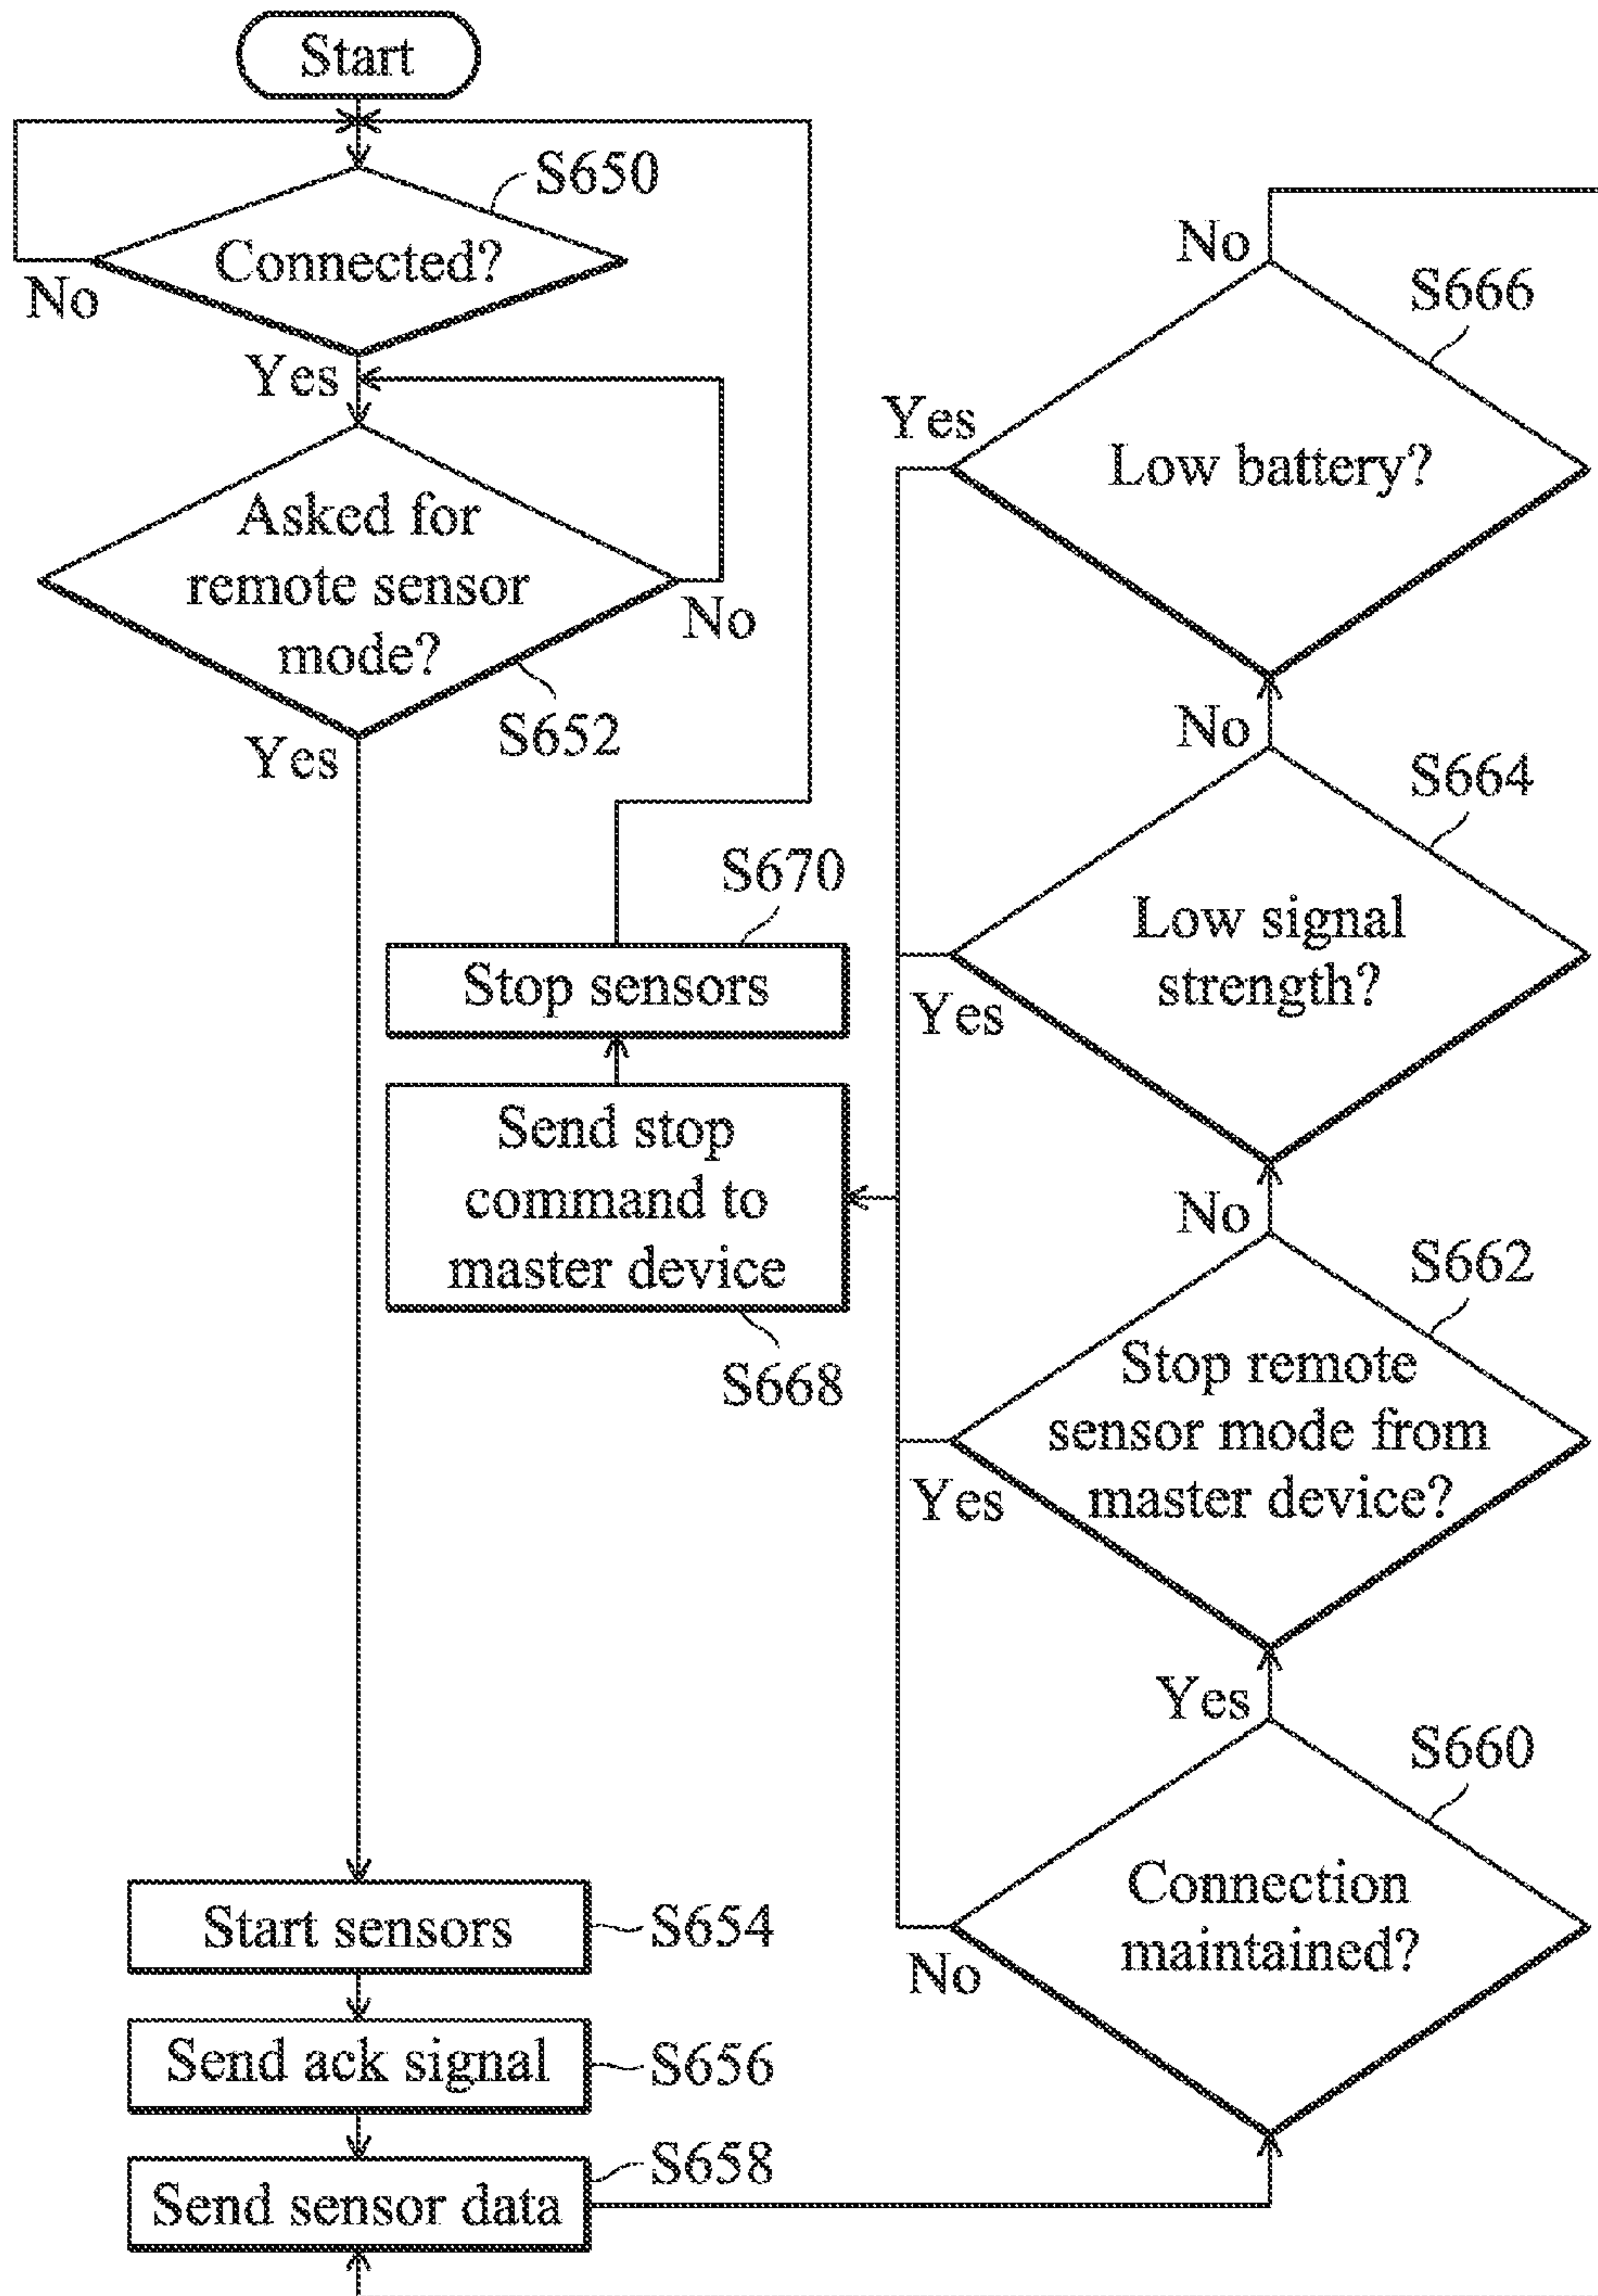 Start
S650
Connected?
No
Yes
Asked for
remote sensor
mode?
No
S652
Yes
S670
Stop sensors
Send stop
command to
master device
S668
Start sensors
S654
Send ack signal
S656
Send sensor data
S658
No
S666
Yes
Low battery?
No
S664
Low signal
strength?
Yes
No
S662
Stop remote
sensor mode from
master device?
Yes
Yes
S660
Connection
maintained?
No